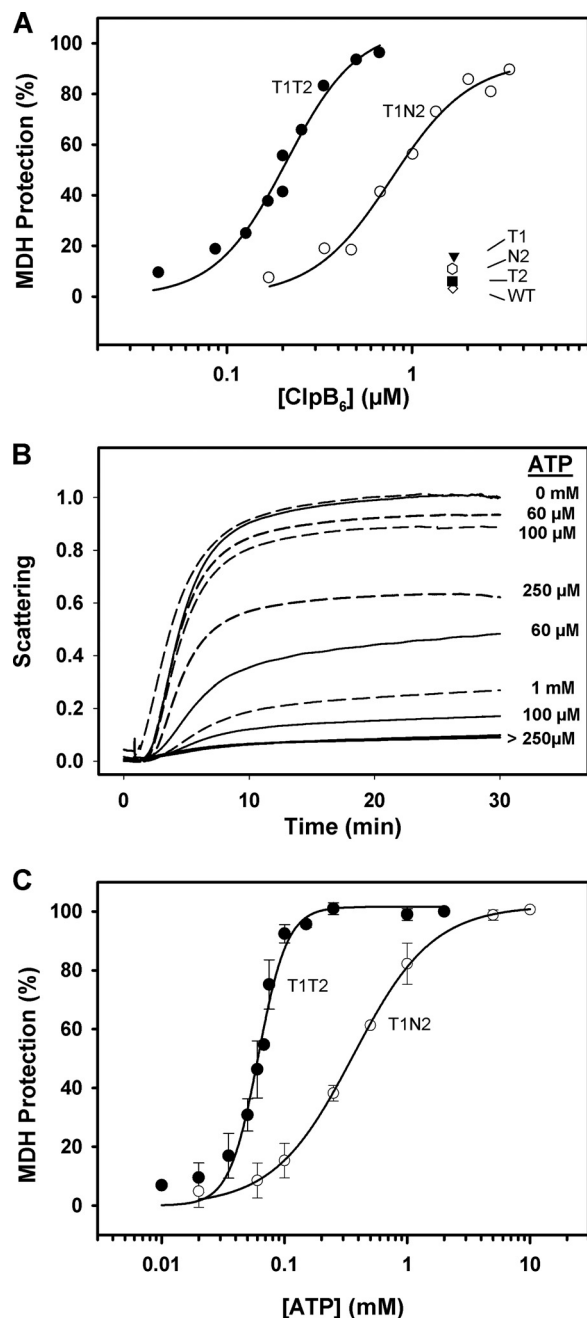 A
MDH Protection (%)
100
80
60
40
20
0
T1T2
T1N2
T1
N2
T2
WT
0.1
1
[ClpB₆] (µM)
B
Scattering
1.0
0.8
0.6
0.4
0.2
0.0
ATP
0 mM
60 µM
100 µM
250 µM
60 µM
1 mM
100 µM
> 250µM
0
10
20
30
Time (min)
C
MDH Protection (%)
100
80
60
40
20
0
T1T2
T1N2
0.01
0.1
1
10
[ATP] (mM)